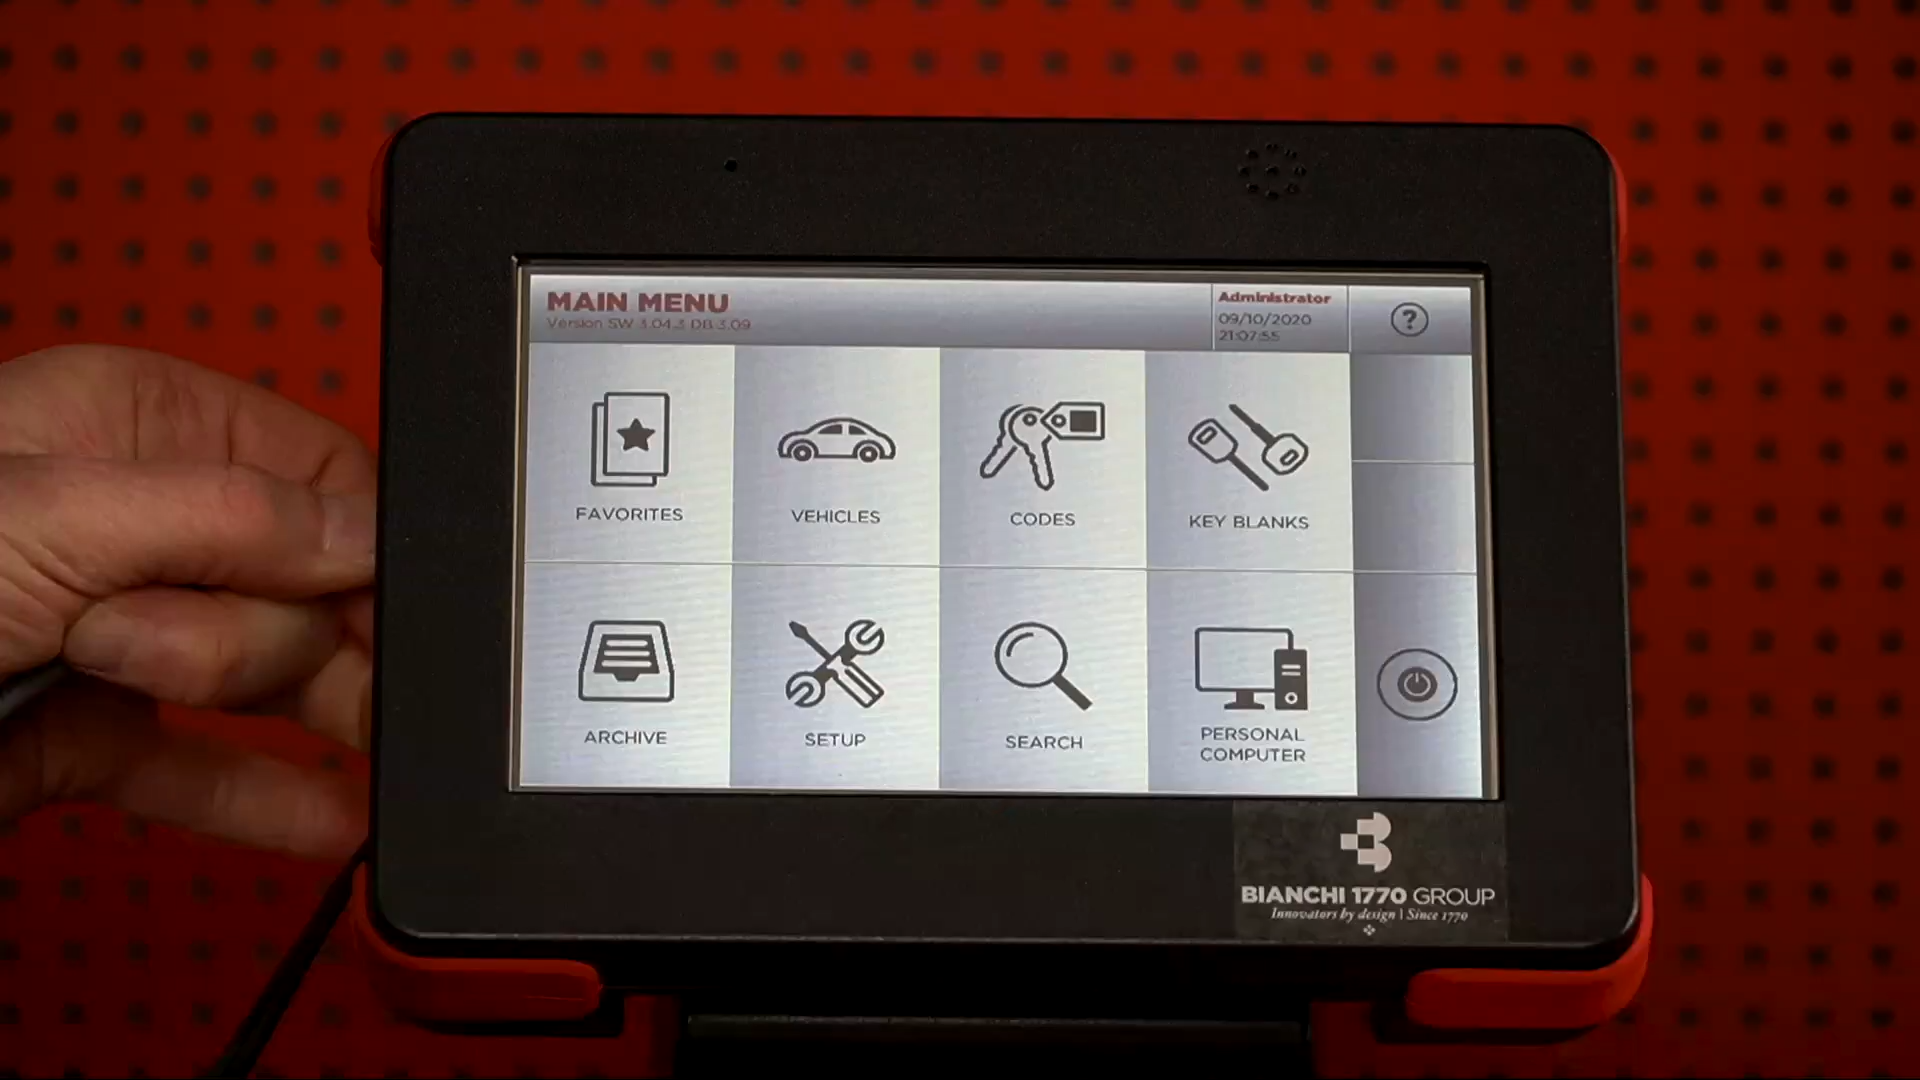 MAIN MENU
Version SW 3.04.3 DB 3.09
Administrator
09/10/2020
21:07:55
?
FAVORITES
VEHICLES
CODES
KEY BLANKS
ARCHIVE
SETUP
SEARCH
PERSONAL
COMPUTER
BIANCHI 1770 GROUP
Innovators by design | Since 1770